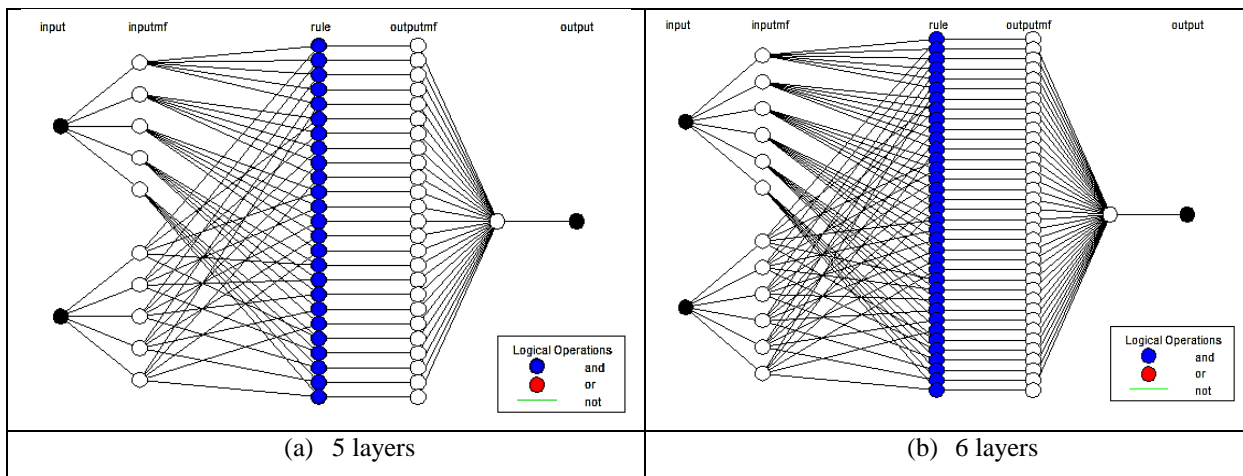 input inputmf rule outputmf output
Logical Operations
and
or
not
(a) 5 layers
input inputmf rule outputmf output
Logical Operations
and
or
not
(b) 6 layers